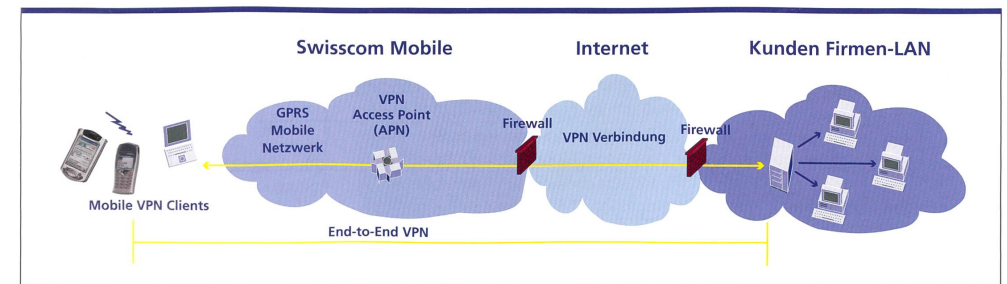 Swisscom Mobile
Internet
Kunden Firmen-LAN
GPRS
Mobile
Netzwerk
VPN
Access Point
(APN)
Firewall
VPN Verbindung
Firewall
Mobile VPN Clients
End-to-End VPN